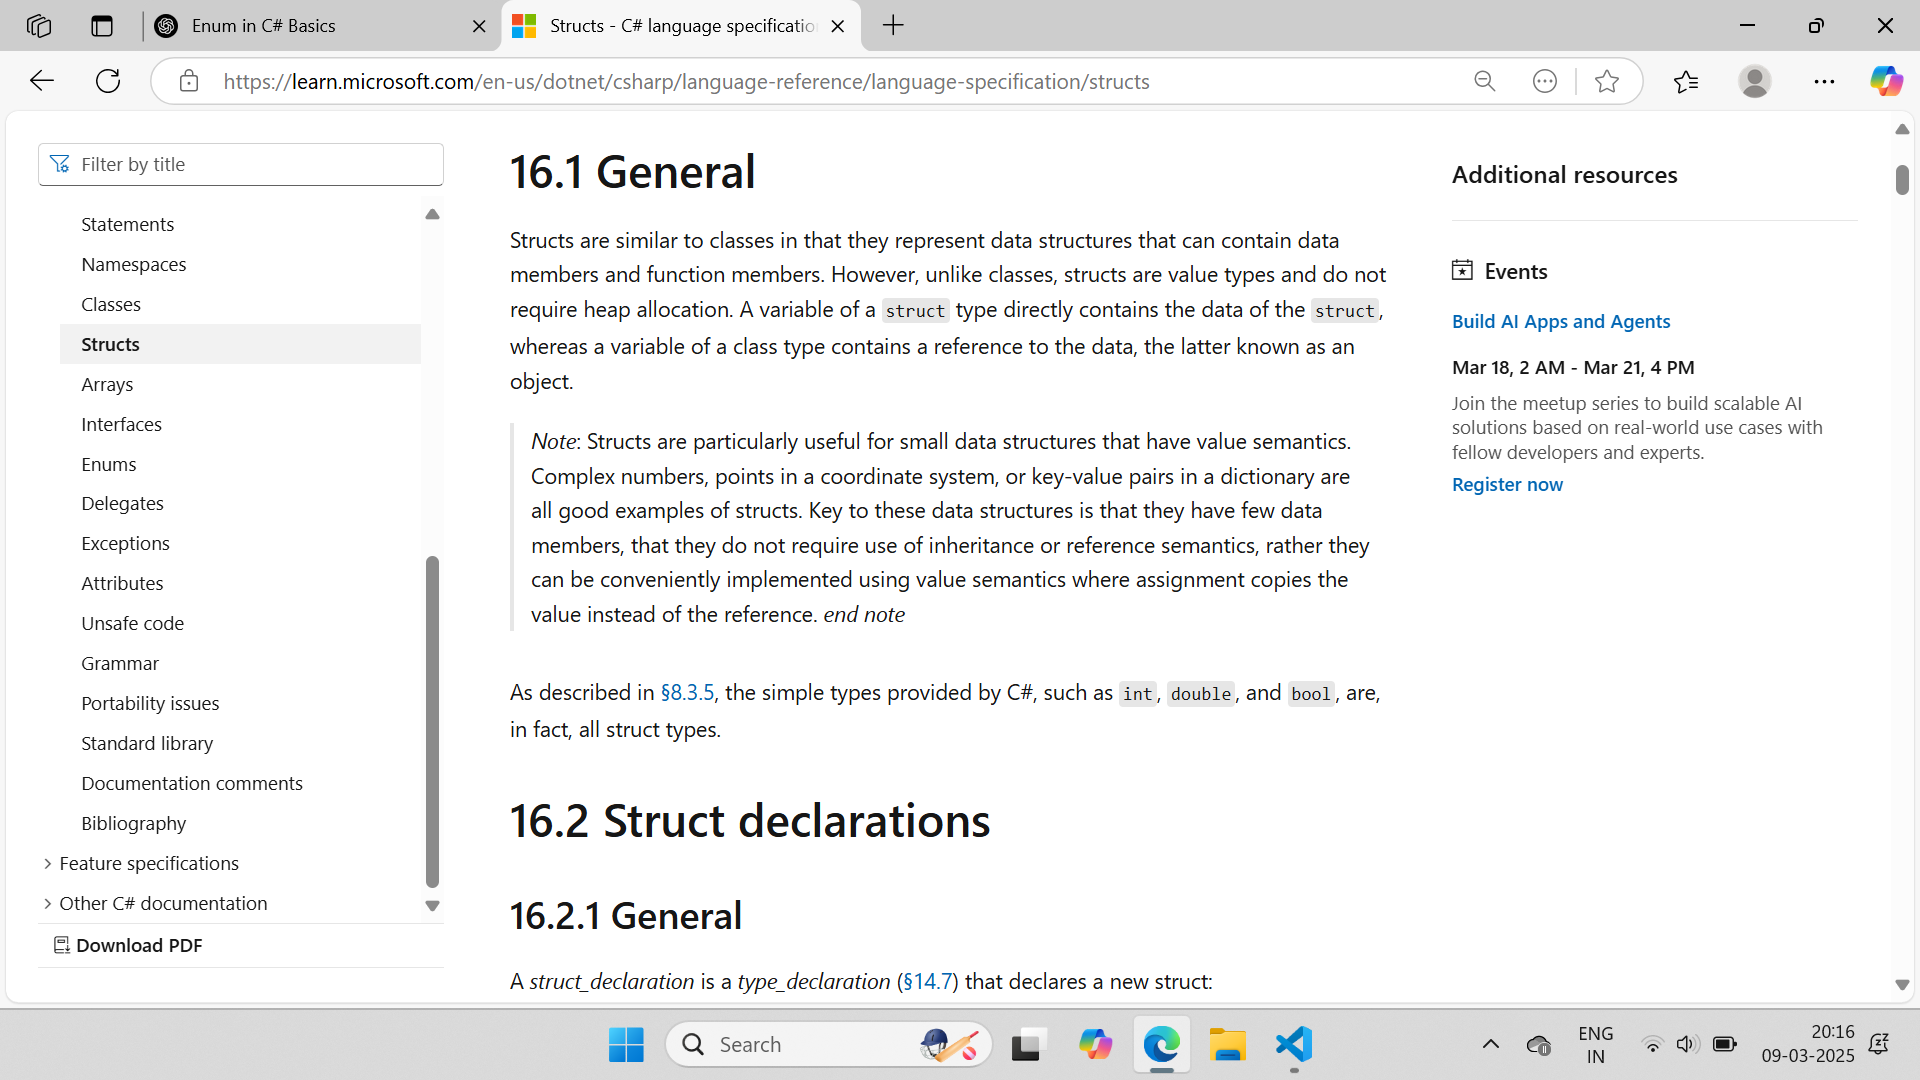 Enum in C# Basics
Structs - C# language specificatio
https://learn.microsoft.com/en-us/dotnet/csharp/language-reference/language-specification/structs
Filter by title
Statements
Namespaces
Classes
Structs
Arrays
Interfaces
Enums
Delegates
Exceptions
Attributes
Unsafe code
Grammar
Portability issues
Standard library
Documentation comments
Bibliography
Feature specifications
Other C# documentation
Download PDF
16.1 General
Structs are similar to classes in that they represent data structures that can contain data
members and function members. However, unlike classes, structs are value types and do not
require heap allocation. A variable of a struct type directly contains the data of the struct,
whereas a variable of a class type contains a reference to the data, the latter known as an
object.
Note: Structs are particularly useful for small data structures that have value semantics.
Complex numbers, points in a coordinate system, or key-value pairs in a dictionary are
all good examples of structs. Key to these data structures is that they have few data
members, that they do not require use of inheritance or reference semantics, rather they
can be conveniently implemented using value semantics where assignment copies the
value instead of the reference. end note
As described in §8.3.5, the simple types provided by C#, such as int, double, and bool, are,
in fact, all struct types.
16.2 Struct declarations
16.2.1 General
A struct_declaration is a type_declaration (§14.7) that declares a new struct:
Additional resources
Events
Build AI Apps and Agents
Mar 18, 2 AM - Mar 21, 4 PM
Join the meetup series to build scalable AI
solutions based on real-world use cases with
fellow developers and experts.
Register now
Search
ENG
IN
20:16
09-03-2025